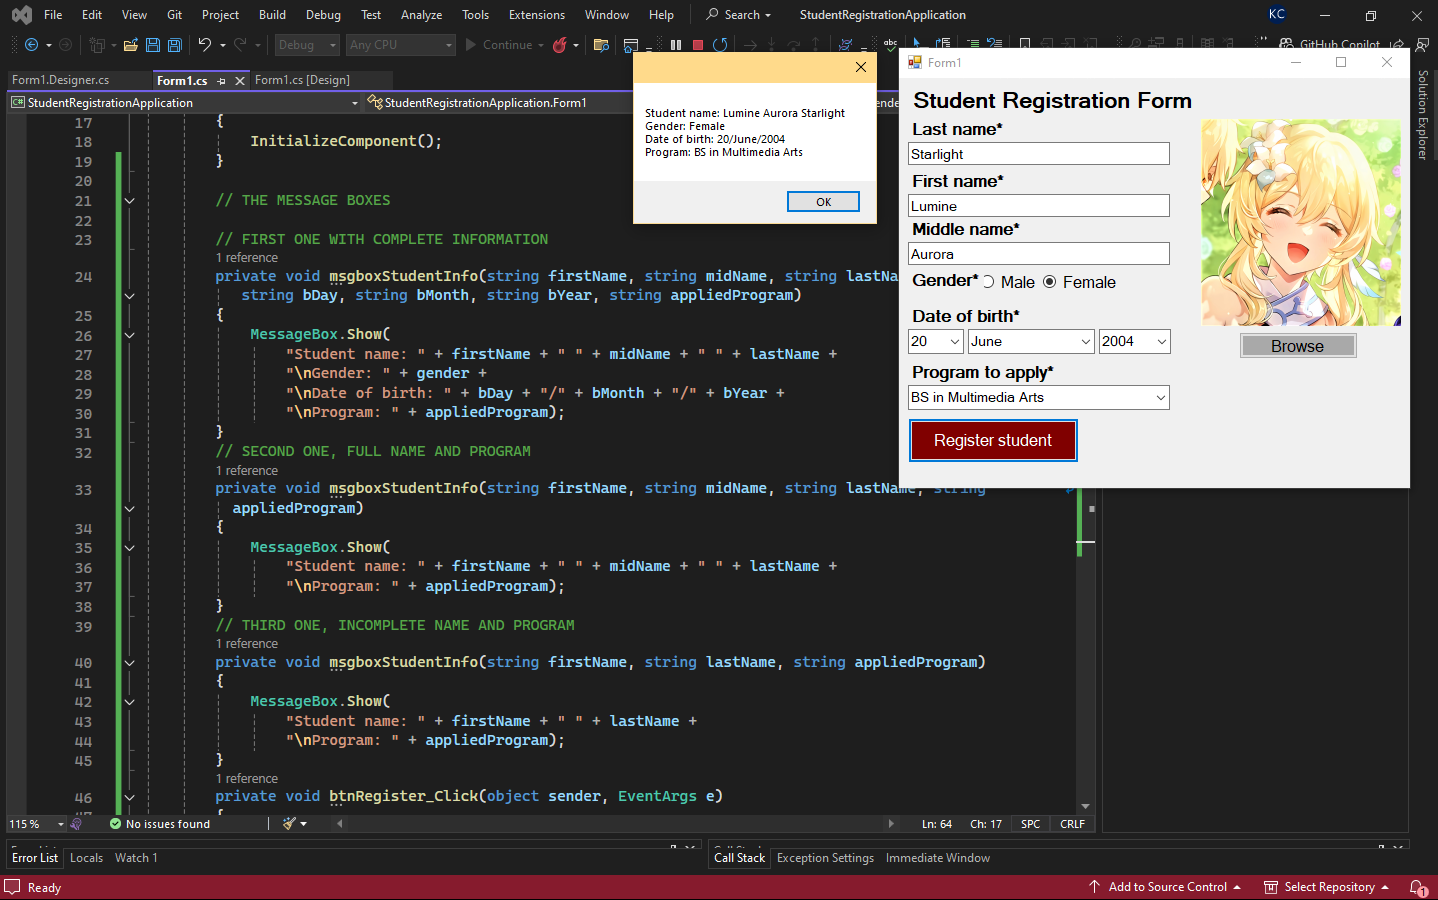 File Edit View Git Project Build Debug Test Analyze Tools Extensions Window Help Search StudentRegistrationApplication KC
Debug Any CPU Continue GitHub Copilot
Form1.Designer.cs Form1.cs Form1.cs [Design]
StudentRegistrationApplication StudentRegistrationApplication.Form1
17 {
18 InitializeComponent();
19 }
20
21 // THE MESSAGE BOXES
22
23 // FIRST ONE WITH COMPLETE INFORMATION
1 reference
24 private void msgboxStudentInfo(string firstName, string midName, string lastNa
string bDay, string bMonth, string bYear, string appliedProgram)
25 {
26 MessageBox.Show(
27 "Student name: " + firstName + " " + midName + " " + lastName +
28 "\nGender: " + gender +
29 "\nDate of birth: " + bDay + "/" + bMonth + "/" + bYear +
30 "\nProgram: " + appliedProgram);
31 }
32 // SECOND ONE, FULL NAME AND PROGRAM
1 reference
33 private void msgboxStudentInfo(string firstName, string midName, string lastName, string
appliedProgram)
34 {
35 MessageBox.Show(
36 "Student name: " + firstName + " " + midName + " " + lastName +
37 "\nProgram: " + appliedProgram);
38 }
39 // THIRD ONE, INCOMPLETE NAME AND PROGRAM
1 reference
40 private void msgboxStudentInfo(string firstName, string lastName, string appliedProgram)
41 {
42 MessageBox.Show(
43 "Student name: " + firstName + " " + lastName +
44 "\nProgram: " + appliedProgram);
45 }
1 reference
46 private void btnRegister_Click(object sender, EventArgs e)
Student name: Lumine Aurora Starlight
Gender: Female
Date of birth: 20/June/2004
Program: BS in Multimedia Arts
OK
Form1
Student Registration Form
Last name*
Starlight
First name*
Lumine
Middle name*
Aurora
Gender* Male Female
Date of birth*
20 June 2004
Browse
Program to apply*
BS in Multimedia Arts
Register student
Solution Explorer
115 % No issues found Ln: 64 Ch: 17 SPC CRLF
Error List Locals Watch 1 Call Stack Exception Settings Immediate Window
Ready Add to Source Control Select Repository 1